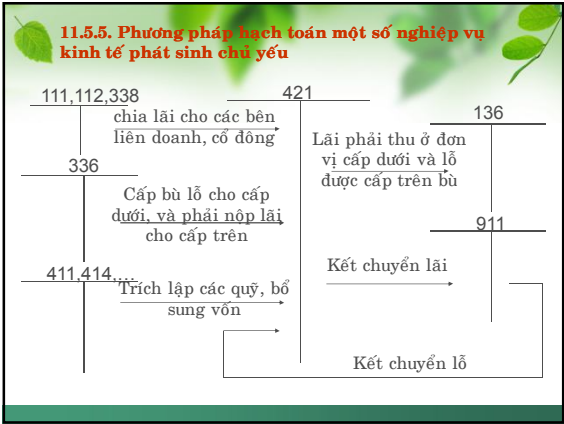 11.5.5. Phương pháp hạch toán một số nghiệp vụ
kinh tế phát sinh chủ yếu
111,112,338
421
136
chia lãi cho các bên
liên doanh, cổ đông
Lãi phải thu ở đơn
vị cấp dưới và lỗ
được cấp trên bù
336
Cấp bù lỗ cho cấp
dưới, và phải nộp lãi
cho cấp trên
911
411,414,...
Kết chuyển lãi
Trích lập các quỹ, bổ
sung vốn
Kết chuyển lỗ